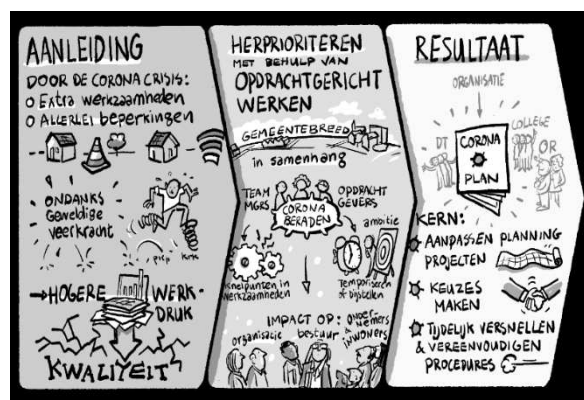 AANLEIDING
DOOR DE CORONA CRISIS:
o Extra werkzaamheden
o ALLERLEI beperkingen
ONDANKS
Geweldige
veerkracht
→HOGERE WERK-
DRUK
KWALITEIT
HERPRIORITEREN
MET BEHULP VAN
OPDRACHTGERICHT
WERKEN
GEMEENTEBREED
in samenhang
TEAM
MGRS
CORONA
BERADEN
OPDRACHT
GEVERS
ambitie
Knelpunten in
werkzaamheden
Temporiseren
of bijstellen
IMPACT OP:
organisatie
bestuur
onder-
nemers
&
inwoners
RESULTAAT
ORGANISATIE
DT
CORONA
PLAN
COLLEGE
OR
KERN:
AANPASSEN PLANNING
PROJECTEN
KEUZES
MAKEN
TIJDELIJK VERSNELLEN
& VEREENVOUDIGEN
PROCEDURES